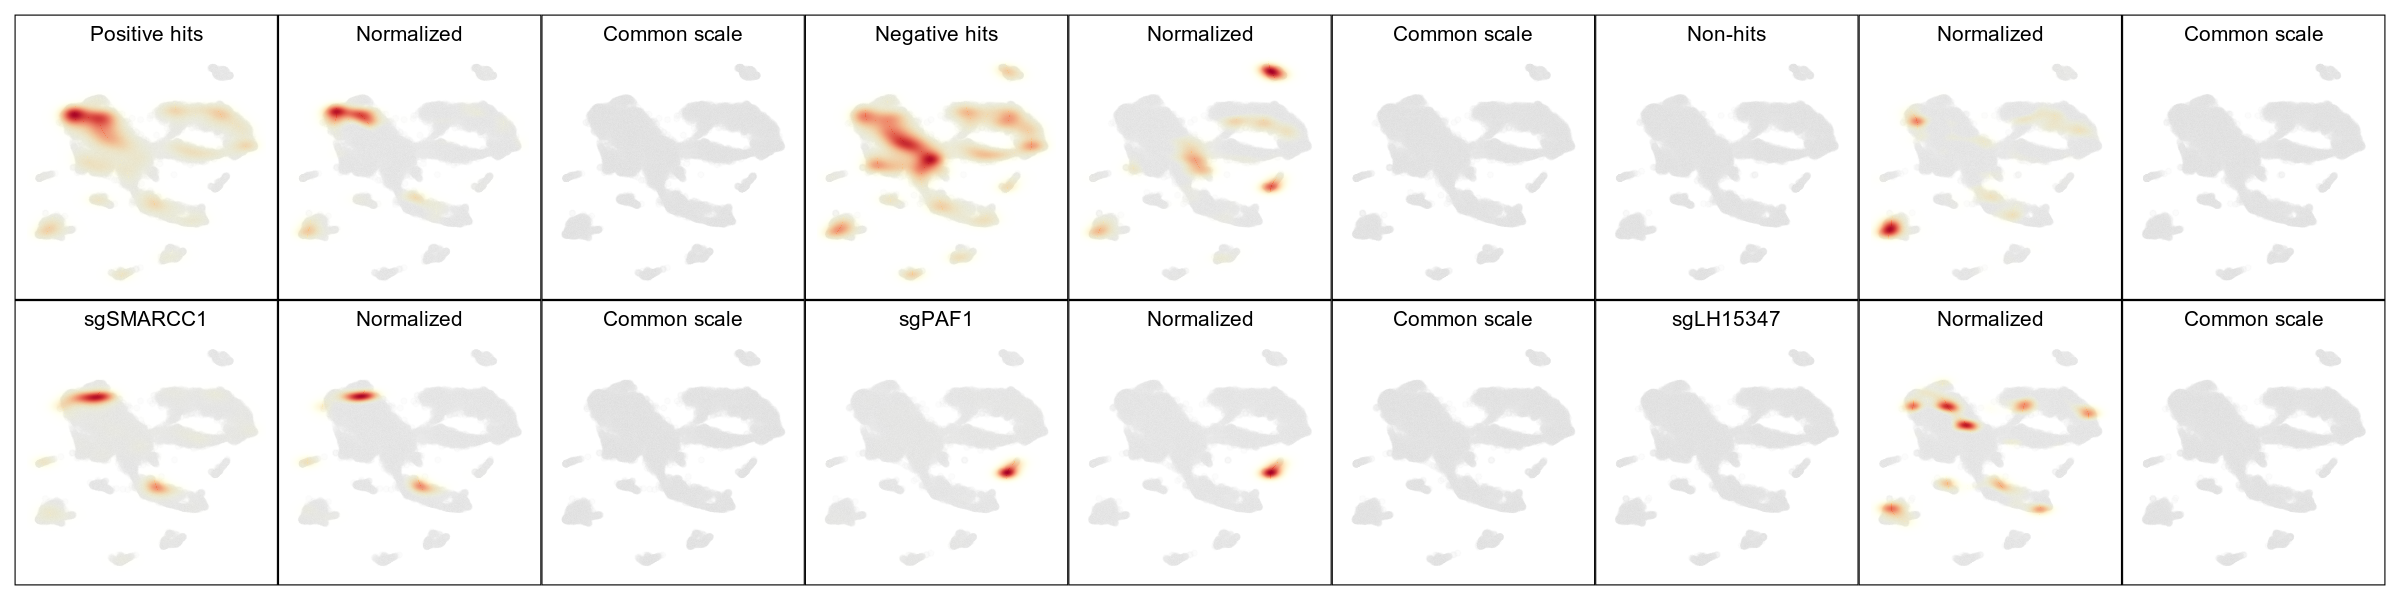 Positive hits
Normalized
Common scale
Negative hits
Normalized
Common scale
Non-hits
Normalized
Common scale
sgSMARCC1
Normalized
Common scale
sgPAF1
Normalized
Common scale
sgLH15347
Normalized
Common scale